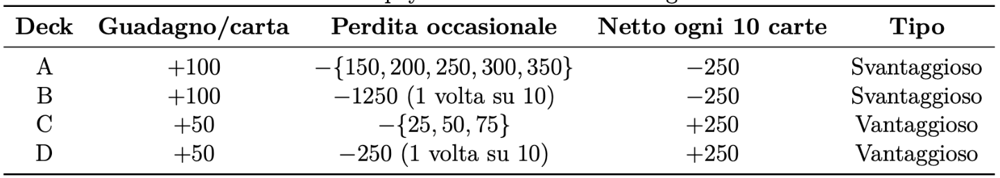 Deck Guadagno/carta Perdita occasionale Netto ogni 10 carte Tipo
A +100 −{150, 200, 250, 300, 350} −250 Svantaggioso
B +100 −1250 (1 volta su 10) −250 Svantaggioso
C +50 −{25, 50, 75} +250 Vantaggioso
D +50 −250 (1 volta su 10) +250 Vantaggioso